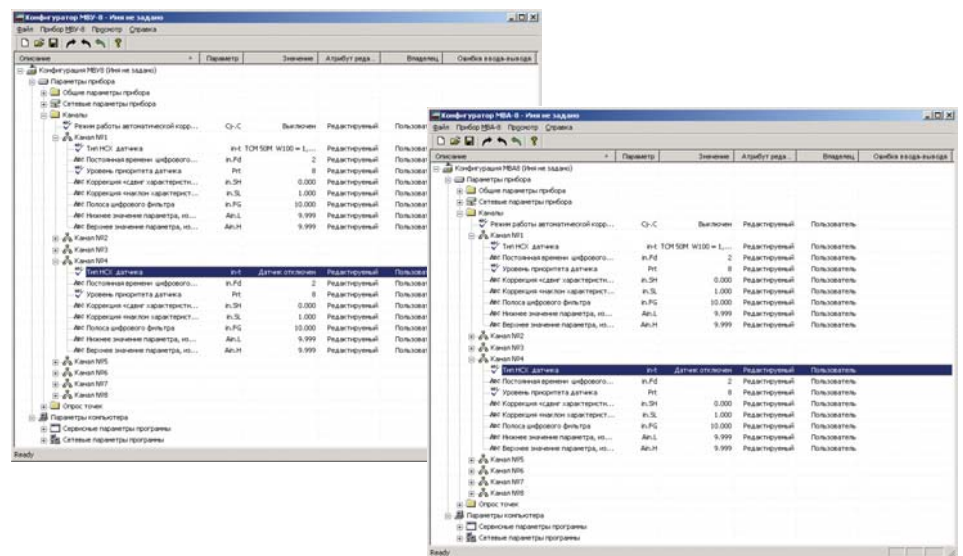 Конфигуратор МВУ-8 - Имя не задано
Файл Прибор МВУ-8 Просмотр Справка
Описание Параметр Значение Атрибут реда... Владелец Ошибка ввода-вывода
Конфигурация МВУ8 (Имя не задано)
Параметры прибора
Общие параметры прибора
Сетевые параметры прибора
Каналы
Режим работы автоматической корр... Cj-.C Выключен Редактируемый Пользоват
Канал №1
Тип НСХ датчика in-t TCM 50M W100 = 1,... Редактируемый Пользоват
Постоянная времени цифрового... in.Fd 2 Редактируемый Пользоват
Уровень приоритета датчика Prt 8 Редактируемый Пользоват
Коррекция «сдвиг характеристи... in.SH 0.000 Редактируемый Пользоват
Коррекция «наклон характерист... in.SL 1.000 Редактируемый Пользоват
Полоса цифрового фильтра in.FG 10.000 Редактируемый Пользоват
Нижнее значение параметра, из... Ain.L 9.999 Редактируемый Пользоват
Верхнее значение параметра, из... Ain.H 9.999 Редактируемый Пользоват
Канал №2
Канал №3
Канал №4
Тип НСХ датчика in-t Датчик отключен Редактируемый Пользоват
Постоянная времени цифрового... in.Fd 2 Редактируемый Пользоват
Уровень приоритета датчика Prt 8 Редактируемый Пользоват
Коррекция «сдвиг характеристи... in.SH 0.000 Редактируемый Пользоват
Коррекция «наклон характерист... in.SL 1.000 Редактируемый Пользоват
Полоса цифрового фильтра in.FG 10.000 Редактируемый Пользоват
Нижнее значение параметра, из... Ain.L 9.999 Редактируемый Пользоват
Верхнее значение параметра, из... Ain.H 9.999 Редактируемый Пользоват
Канал №5
Канал №6
Канал №7
Канал №8
Опрос точек
Параметры компьютера
Сервисные параметры программы
Сетевые параметры программы
Ready
Конфигуратор МВА-8 - Имя не задано
Файл Прибор МВА-8 Просмотр Справка
Описание Параметр Значение Атрибут реда... Владелец Ошибка ввода-вывода
Конфигурация МВА8 (Имя не задано)
Параметры прибора
Общие параметры прибора
Сетевые параметры прибора
Каналы
Режим работы автоматической корр... Cj-.C Выключен Редактируемый Пользователь
Канал №1
Тип НСХ датчика in-t TCM 50M W100 = 1,... Редактируемый Пользователь
Постоянная времени цифрового... in.Fd 2 Редактируемый Пользователь
Уровень приоритета датчика Prt 8 Редактируемый Пользователь
Коррекция «сдвиг характеристи... in.SH 0.000 Редактируемый Пользователь
Коррекция «наклон характерист... in.SL 1.000 Редактируемый Пользователь
Полоса цифрового фильтра in.FG 10.000 Редактируемый Пользователь
Нижнее значение параметра, из... Ain.L 9.999 Редактируемый Пользователь
Верхнее значение параметра, из... Ain.H 9.999 Редактируемый Пользователь
Канал №2
Канал №3
Канал №4
Тип НСХ датчика in-t Датчик отключен Редактируемый Пользователь
Постоянная времени цифрового... in.Fd 2 Редактируемый Пользователь
Уровень приоритета датчика Prt 8 Редактируемый Пользователь
Коррекция «сдвиг характеристи... in.SH 0.000 Редактируемый Пользователь
Коррекция «наклон характерист... in.SL 1.000 Редактируемый Пользователь
Полоса цифрового фильтра in.FG 10.000 Редактируемый Пользователь
Нижнее значение параметра, из... Ain.L 9.999 Редактируемый Пользователь
Верхнее значение параметра, из... Ain.H 9.999 Редактируемый Пользователь
Канал №5
Канал №6
Канал №7
Канал №8
Опрос точек
Параметры компьютера
Сервисные параметры программы
Сетевые параметры программы
Ready